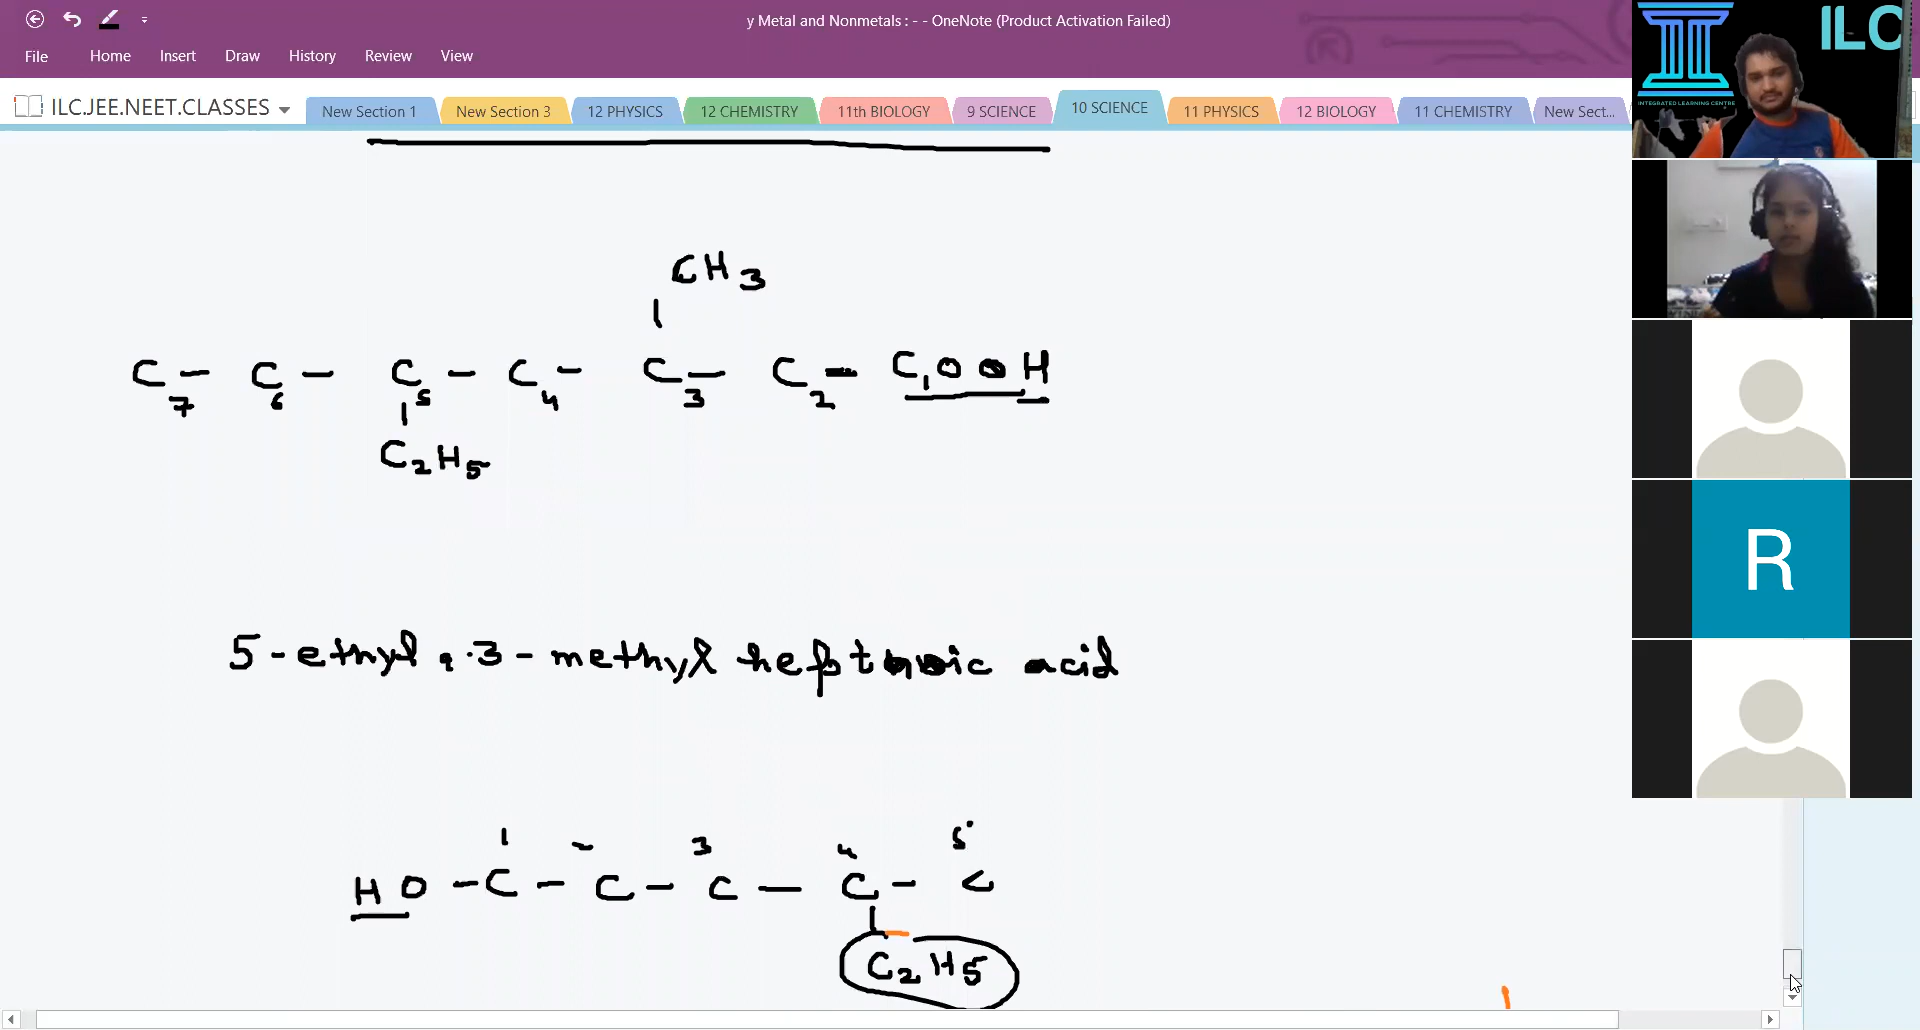 y Metal and Nonmetals : - - OneNote (Product Activation Failed)
File Home Insert Draw History Review View
ILC.JEE.NEET.CLASSES New Section 1 New Section 3 12 PHYSICS 12 CHEMISTRY 11th BIOLOGY 9 SCIENCE 10 SCIENCE 11 PHYSICS 12 BIOLOGY 11 CHEMISTRY New Sect...
ILC
INTEGRATED LEARNING CENTRE
CH3
C7 - C6 - C5 - C4 - C3 - C2 - C1OOH
C2H5
R
5-ethyl, 3-methyl heptanoic acid
1 2 3 4 5
HO - C - C - C - C - C
C2H5